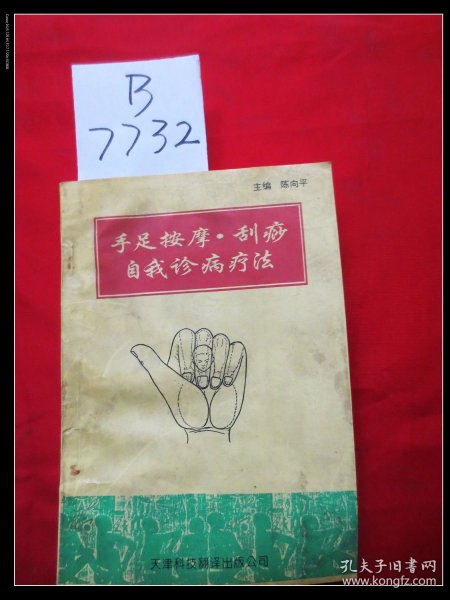 B
7732
主编 陈向平
手足按摩·刮痧
自我诊病疗法
天津科技翻译出版公司
孔夫子旧书网
www.kongfz.com